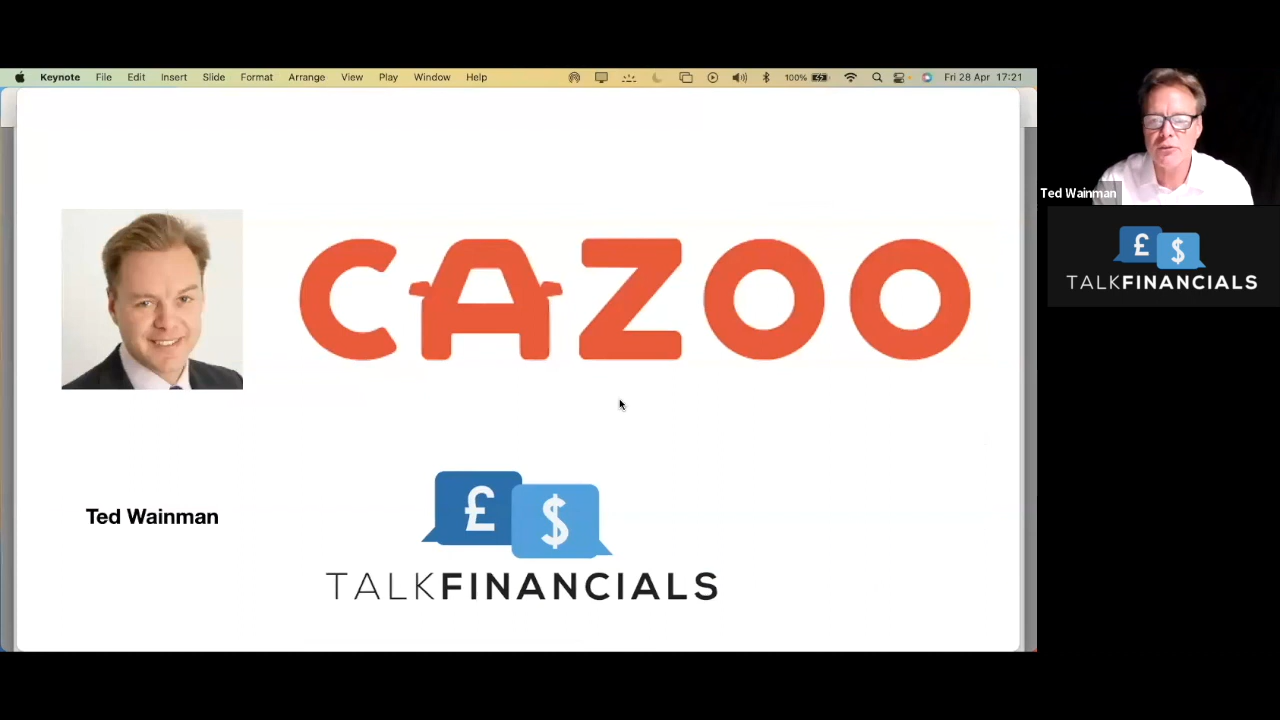 Keynote File Edit Insert Slide Format Arrange View Play Window Help 100% Fri 28 Apr 17:21
CAZOO
Ted Wainman
£ $
TALKFINANCIALS
Ted Wainman
£ $
TALKFINANCIALS